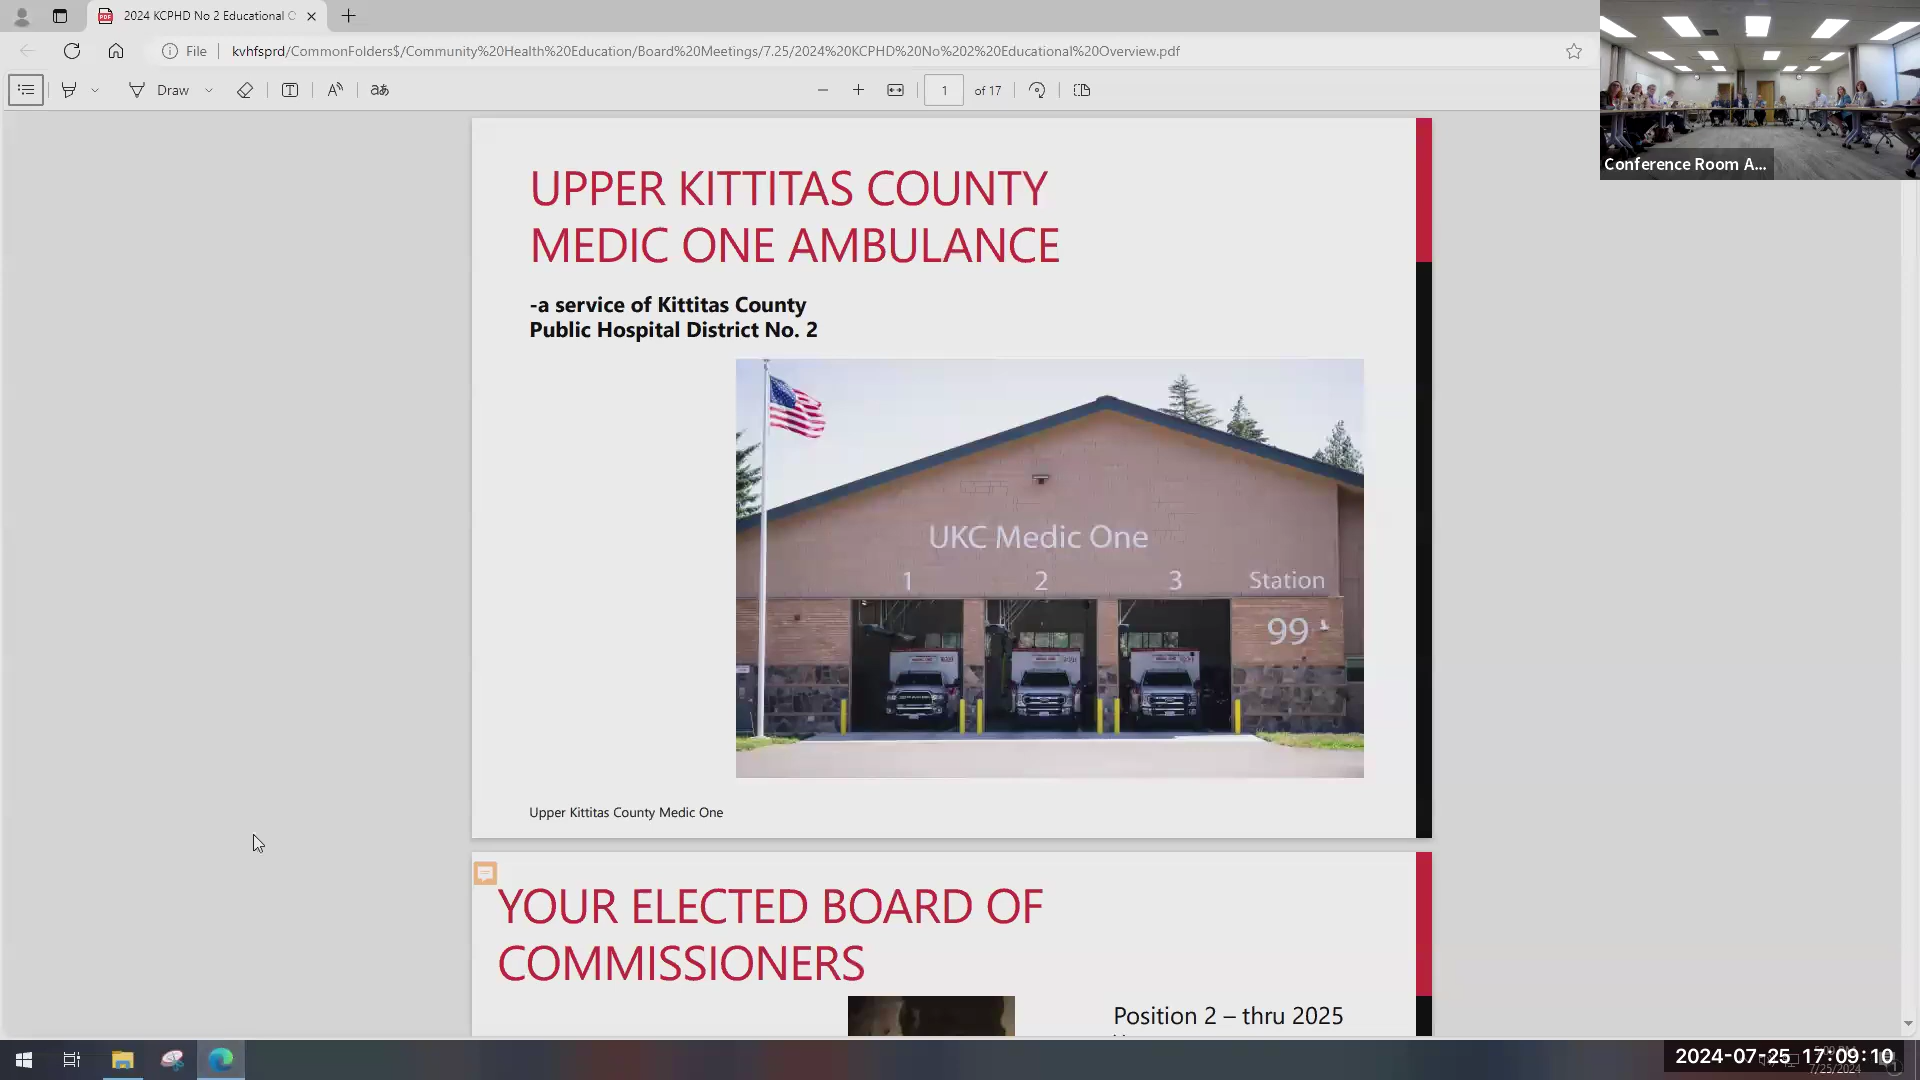 2024 KCPHD No 2 Educational O
File
kvhfsprd/CommonFolders$/Community%20Health%20Education/Board%20Meetings/7.25/2024%20KCPHD%20No%202%20Educational%20Overview.pdf
Draw
1 of 17
Conference Room A...
UPPER KITTITAS COUNTY
MEDIC ONE AMBULANCE
-a service of Kittitas County
Public Hospital District No. 2
UKC Medic One
1 2 3 Station
99
Upper Kittitas County Medic One
YOUR ELECTED BOARD OF
COMMISSIONERS
Position 2 – thru 2025
2024-07-25 17:09:10
7/25/2024